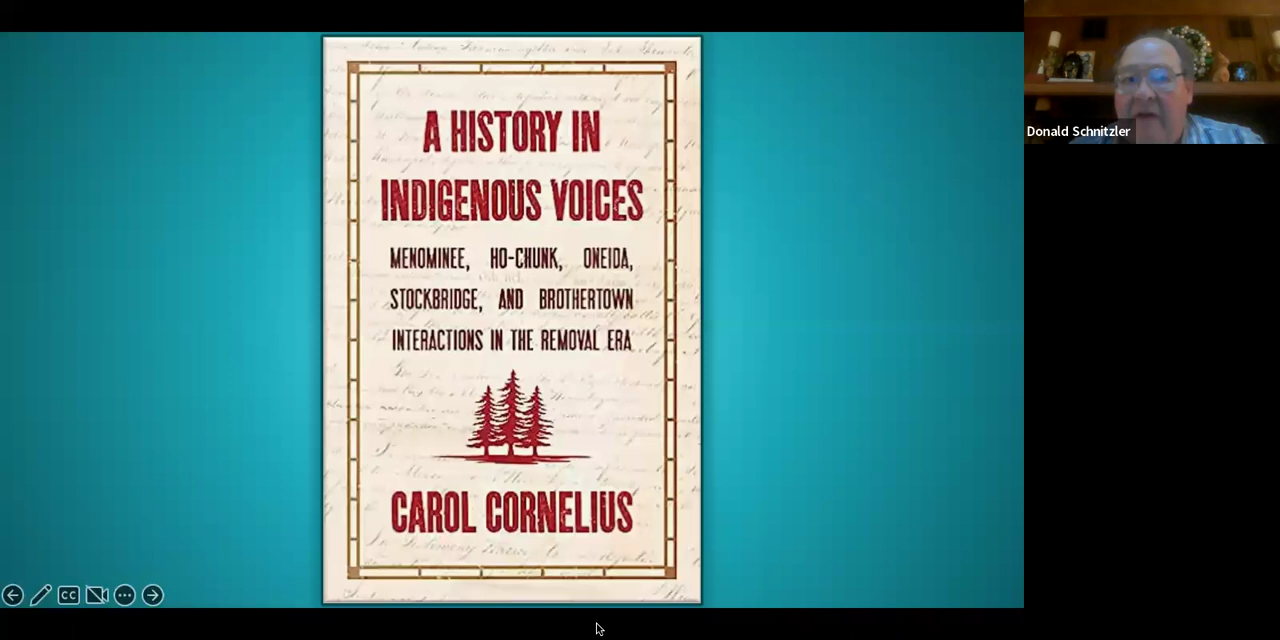 A HISTORY IN
INDIGENOUS VOICES
MENOMINEE, HO-CHUNK, ONEIDA,
STOCKBRIDGE, AND BROTHERTOWN
INTERACTIONS IN THE REMOVAL ERA
CAROL CORNELIUS
Donald Schnitzler
CC